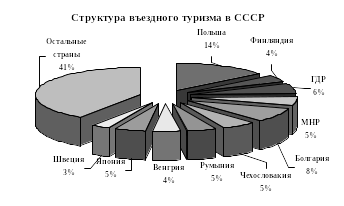 Структура въездного туризма в СССР
Остальные
страны
41%
Польша
14%
Финляндия
4%
ГДР
6%
МНР
5%
Болгария
8%
Чехословакия
5%
Румыния
5%
Венгрия
4%
Япония
5%
Швеция
3%